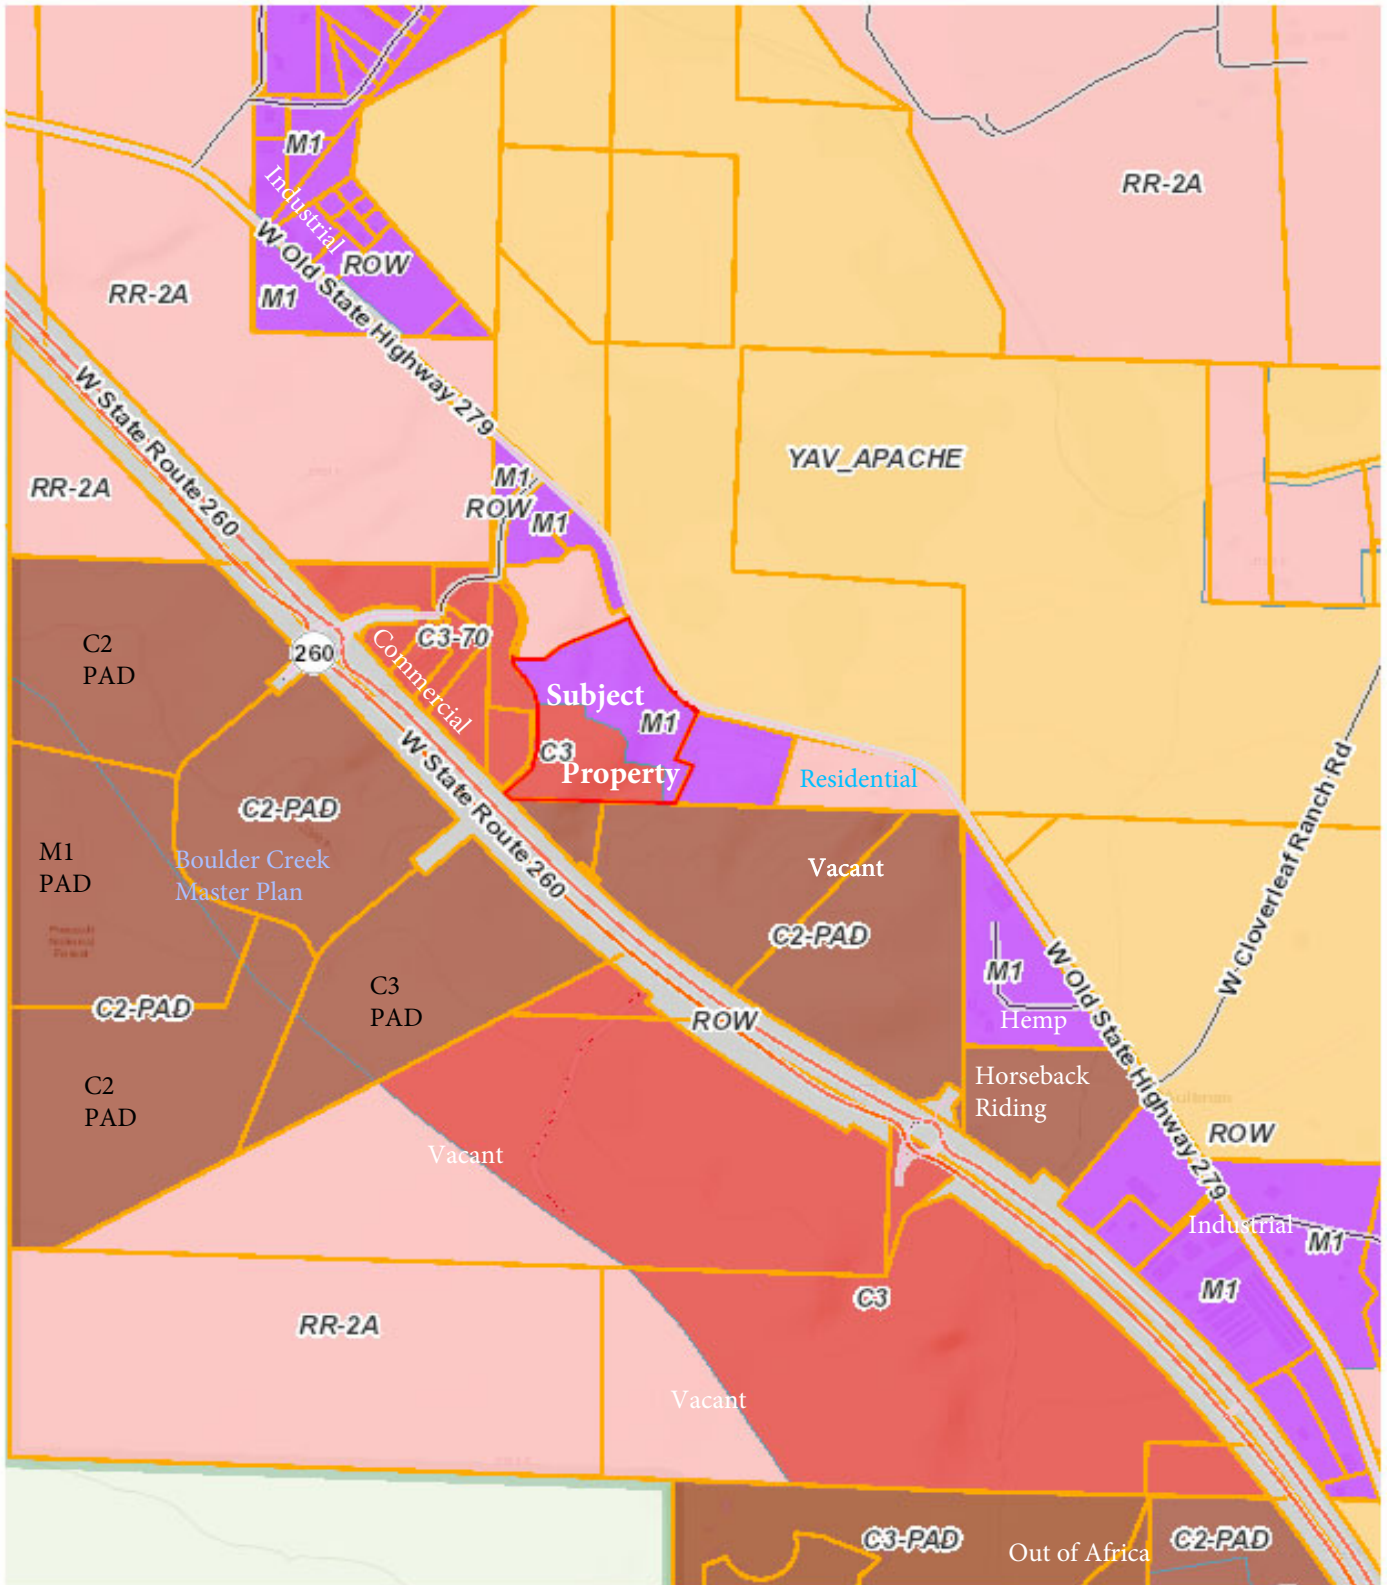 M1
RR-2A
Industrial
W Old State Highway 279
ROW
RR-2A
M1
W State Route 260
YAV_APACHE
M1
RR-2A
ROW
M1
C3-70
C2
PAD
260
Commercial
Subject
M1
C3
Property
Residential
W State Route 260
C2-PAD
M1
PAD
Boulder Creek
Master Plan
Vacant
W Cloverleaf Ranch Rd
C2-PAD
M1
W Old State Highway 279
C3
PAD
C2-PAD
ROW
Hemp
Horseback
Riding
C2
PAD
ROW
Vacant
Industrial
M1
M1
C3
RR-2A
Vacant
C3-PAD
C2-PAD
Out of Africa